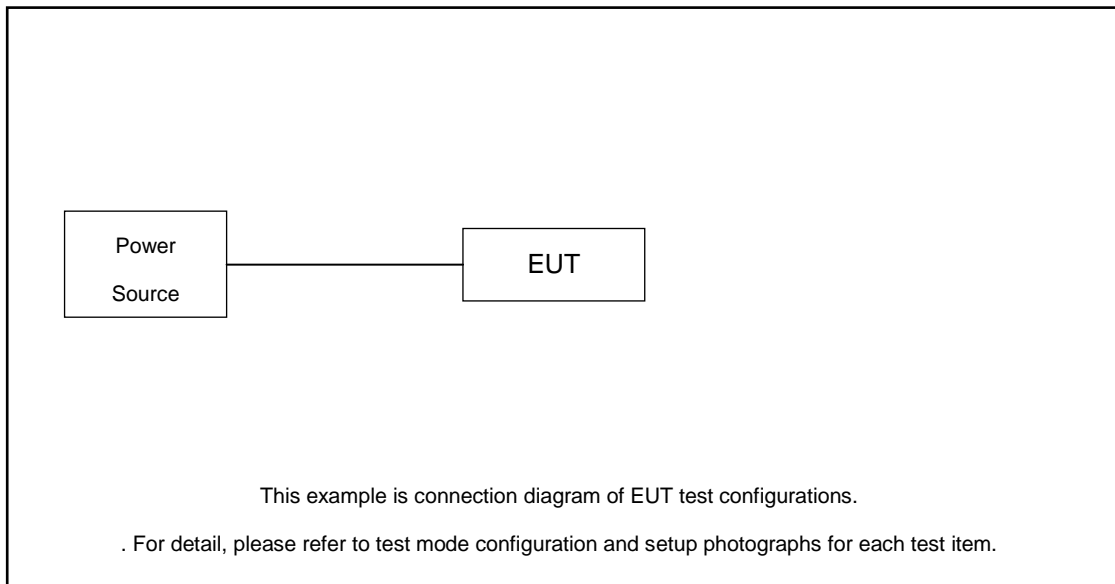 Power
Source
EUT
This example is connection diagram of EUT test configurations.
. For detail, please refer to test mode configuration and setup photographs for each test item.